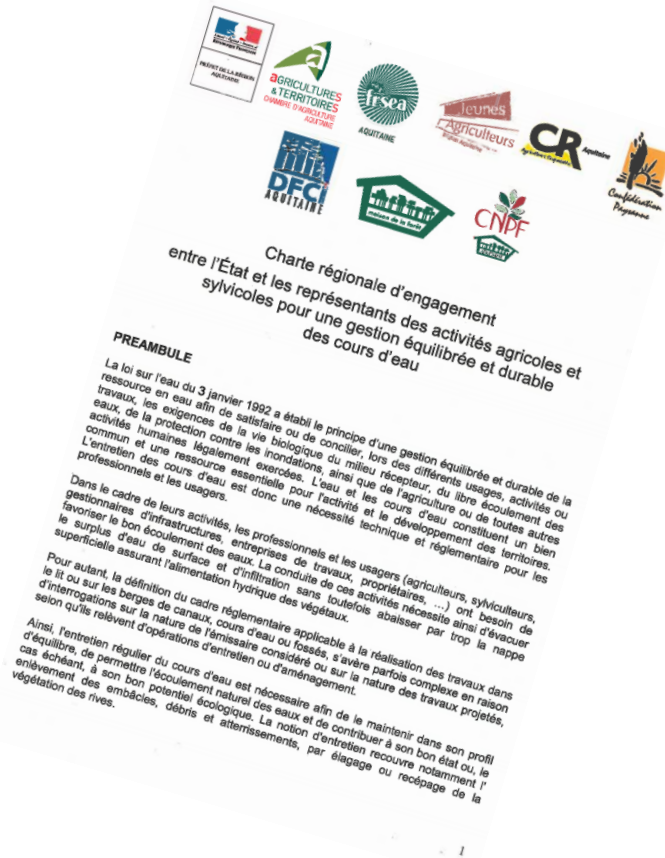 PRÉFET DE LA RÉGION
AQUITAINE
aGRICULTURES
& TERRITOIRES
CHAMBRE D'AGRICULTURE
AQUITAINE
frsea
AQUITAINE
Jeunes
Agriculteurs
CR Aquitaine
Confédération
Paysanne
DFCI
AQUITAINE
maison de la forêt
CNPF
Charte régionale d'engagement
entre l'État et les représentants des activités agricoles et
sylvicoles pour une gestion équilibrée et durable
des cours d'eau
PREAMBULE
La loi sur l'eau du 3 janvier 1992 a établi le principe d'une gestion équilibrée et durable de la
ressource en eau afin de satisfaire ou de concilier, lors des différents usages, activités ou
travaux, les exigences de la vie biologique du milieu récepteur, du libre écoulement des
eaux, de la protection contre les inondations, ainsi que de l'agriculture ou de toutes autres
activités humaines légalement exercées. L'eau et les cours d'eau constituent un bien
commun et une ressource essentielle pour l'activité et le développement des territoires.
L'entretien des cours d'eau est donc une nécessité technique et réglementaire pour les
professionnels et les usagers.
Dans le cadre de leurs activités, les professionnels et les usagers (agriculteurs, sylviculteurs,
gestionnaires d'infrastructures, entreprises de travaux, propriétaires, ...) ont besoin de
favoriser le bon écoulement des eaux. La conduite de ces activités nécessite ainsi d'évacuer
le surplus d'eau de surface et d'infiltration sans toutefois abaisser par trop la nappe
superficielle assurant l'alimentation hydrique des végétaux.
Pour autant, la définition du cadre réglementaire applicable à la réalisation des travaux dans
le lit ou sur les berges de canaux, cours d'eau ou fossés, s'avère parfois complexe en raison
d'interrogations sur la nature de l'émissaire considéré ou sur la nature des travaux projetés,
selon qu'ils relèvent d'opérations d'entretien ou d'aménagement.
Ainsi, l'entretien régulier du cours d'eau est nécessaire afin de le maintenir dans son profil
d'équilibre, de permettre l'écoulement naturel des eaux et de contribuer à son bon état ou, le
cas échéant, à son bon potentiel écologique. La notion d'entretien recouvre notamment l'
enlèvement des embâcles, débris et atterrissements, par élagage ou recépage de la
végétation des rives.
1